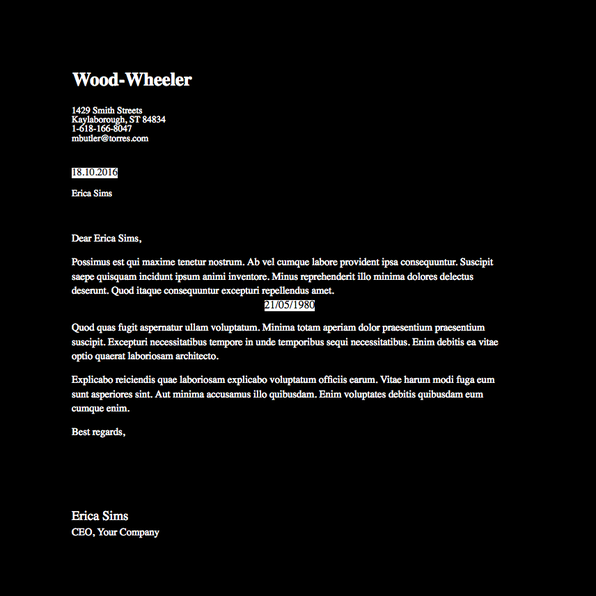 Wood-Wheeler
1429 Smith Streets
Kaylaborough, ST 84834
1-618-166-8047
mbutler@torres.com
18.10.2016
Erica Sims
Dear Erica Sims,
Possimus est qui maxime tenetur nostrum. Ab vel cumque labore provident ipsa consequuntur. Suscipit
saepe quisquam incidunt ipsum animi inventore. Minus reprehenderit illo minima dolores delectus
deserunt. Quod itaque consequuntur excepturi repellendus amet.
21/05/1980
Quod quas fugit aspernatur ullam voluptatum. Minima totam aperiam dolor praesentium praesentium
suscipit. Excepturi necessitatibus tempore in unde temporibus sequi necessitatibus. Enim debitis ea vitae
optio quaerat laboriosam architecto.
Explicabo reiciendis quae laboriosam explicabo voluptatum officiis earum. Vitae harum modi fuga eum
sunt asperiores sint. Aut minima accusamus illo quibusdam. Enim voluptates debitis quibusdam eum
cumque enim.
Best regards,
Erica Sims
CEO, Your Company